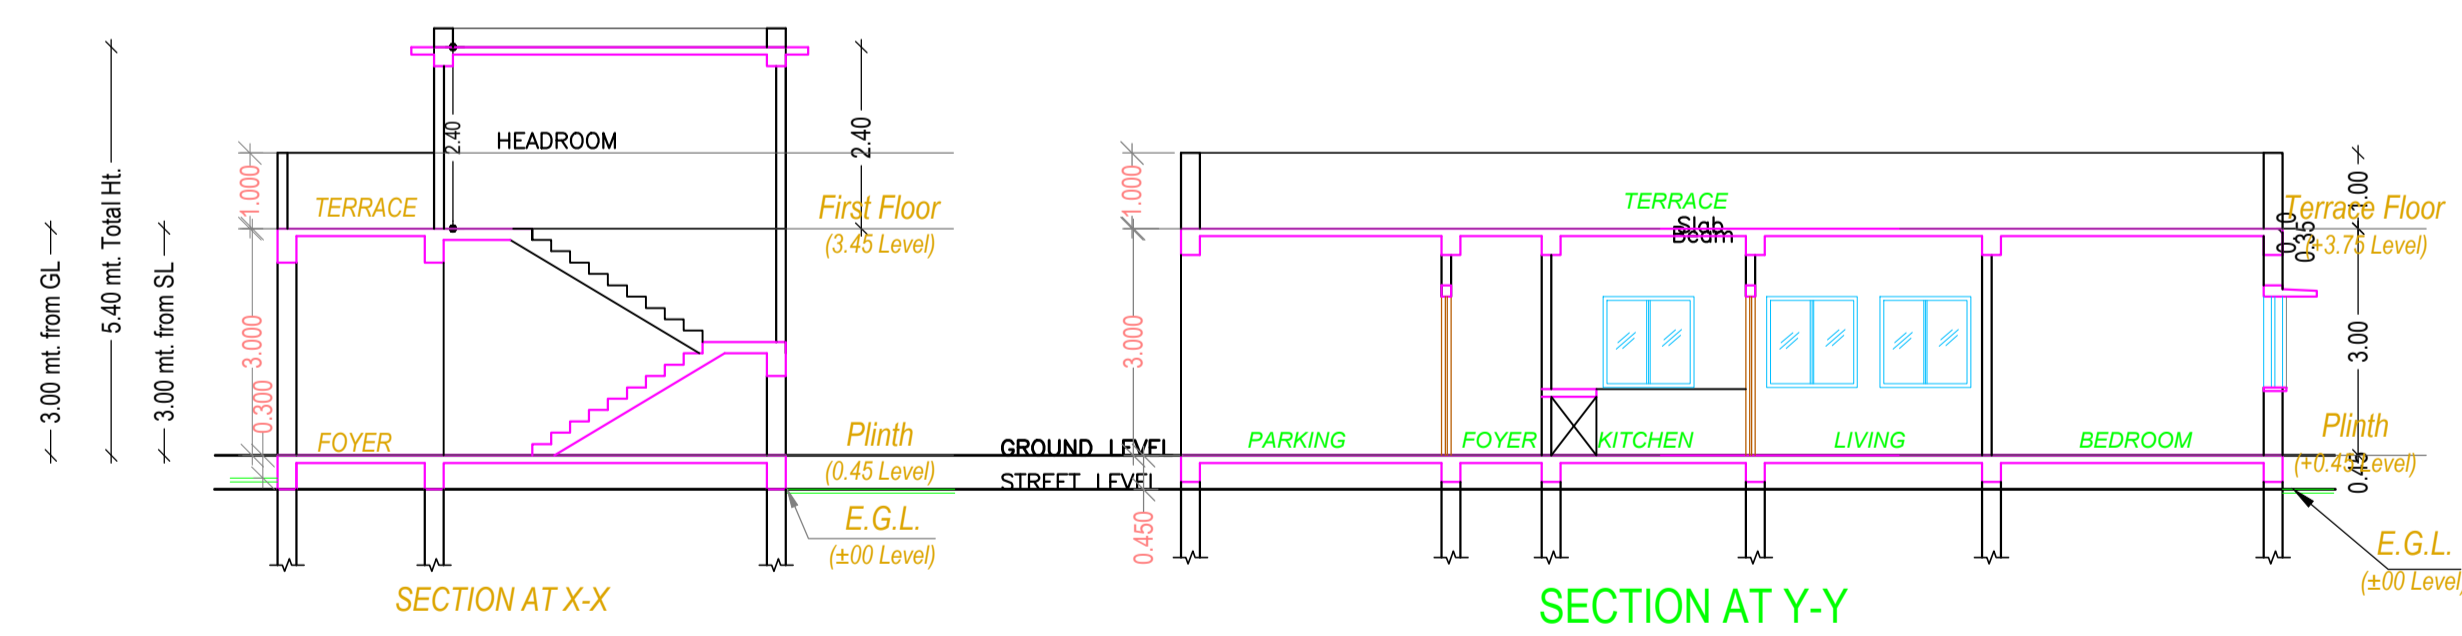 3.00 mt. from GL
5.40 mt. Total Ht.
3.00 mt. from SL
1.000
3.000
0.300
2.40
HEADROOM
2.40
TERRACE
First Floor
(3.45 Level)
FOYER
Plinth
(0.45 Level)
E.G.L.
(±00 Level)
SECTION AT X-X
GROUND LEVEL
STREET LEVEL
1.000
3.000
0.450
TERRACE
Slab
Beam
PARKING
FOYER
KITCHEN
LIVING
BEDROOM
1.00
Terrace Floor
(+3.75 Level)
0.35
3.00
Plinth
(+0.45 Level)
0.45
E.G.L.
(±00 Level)
SECTION AT Y-Y